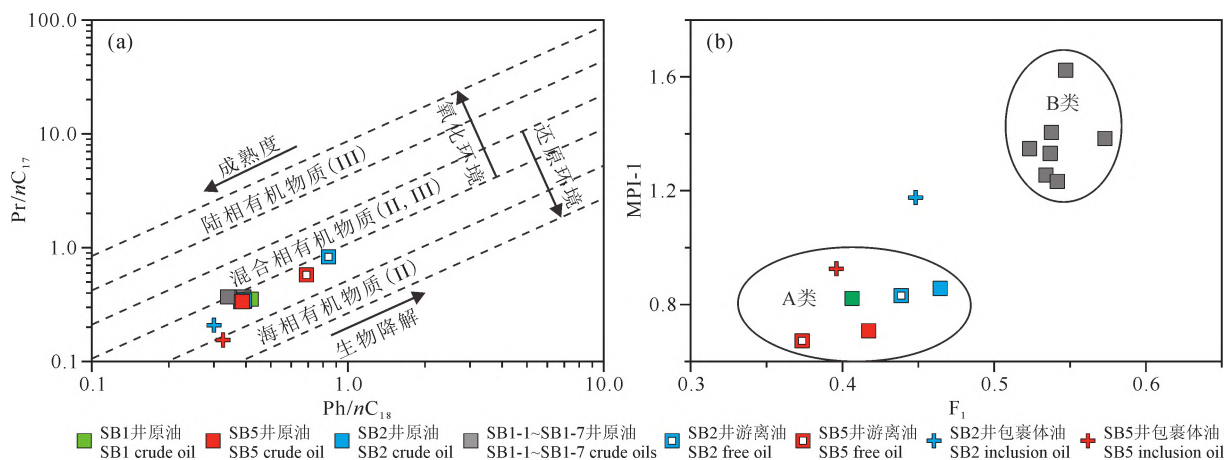 (a)
100.0
10.0
1.0
0.1
Pr/nC₁₇
成熟度
陆相有机物质(III)
氧化环境
还原环境
混合相有机物质(II, III)
海相有机物质(II)
生物降解
0.1
1.0
10.0
Ph/nC₁₈
(b)
1.6
1.2
0.8
MPI-1
B类
A类
0.3
0.4
0.5
0.6
F₁
SB1井原油
SB1 crude oil
SB5井原油
SB5 crude oil
SB2井原油
SB2 crude oil
SB1-1~SB1-7井原油
SB1-1~SB1-7 crude oils
SB2井游离油
SB2 free oil
SB5井游离油
SB5 free oil
SB2井包裹体油
SB2 inclusion oil
SB5井包裹体油
SB5 inclusion oil